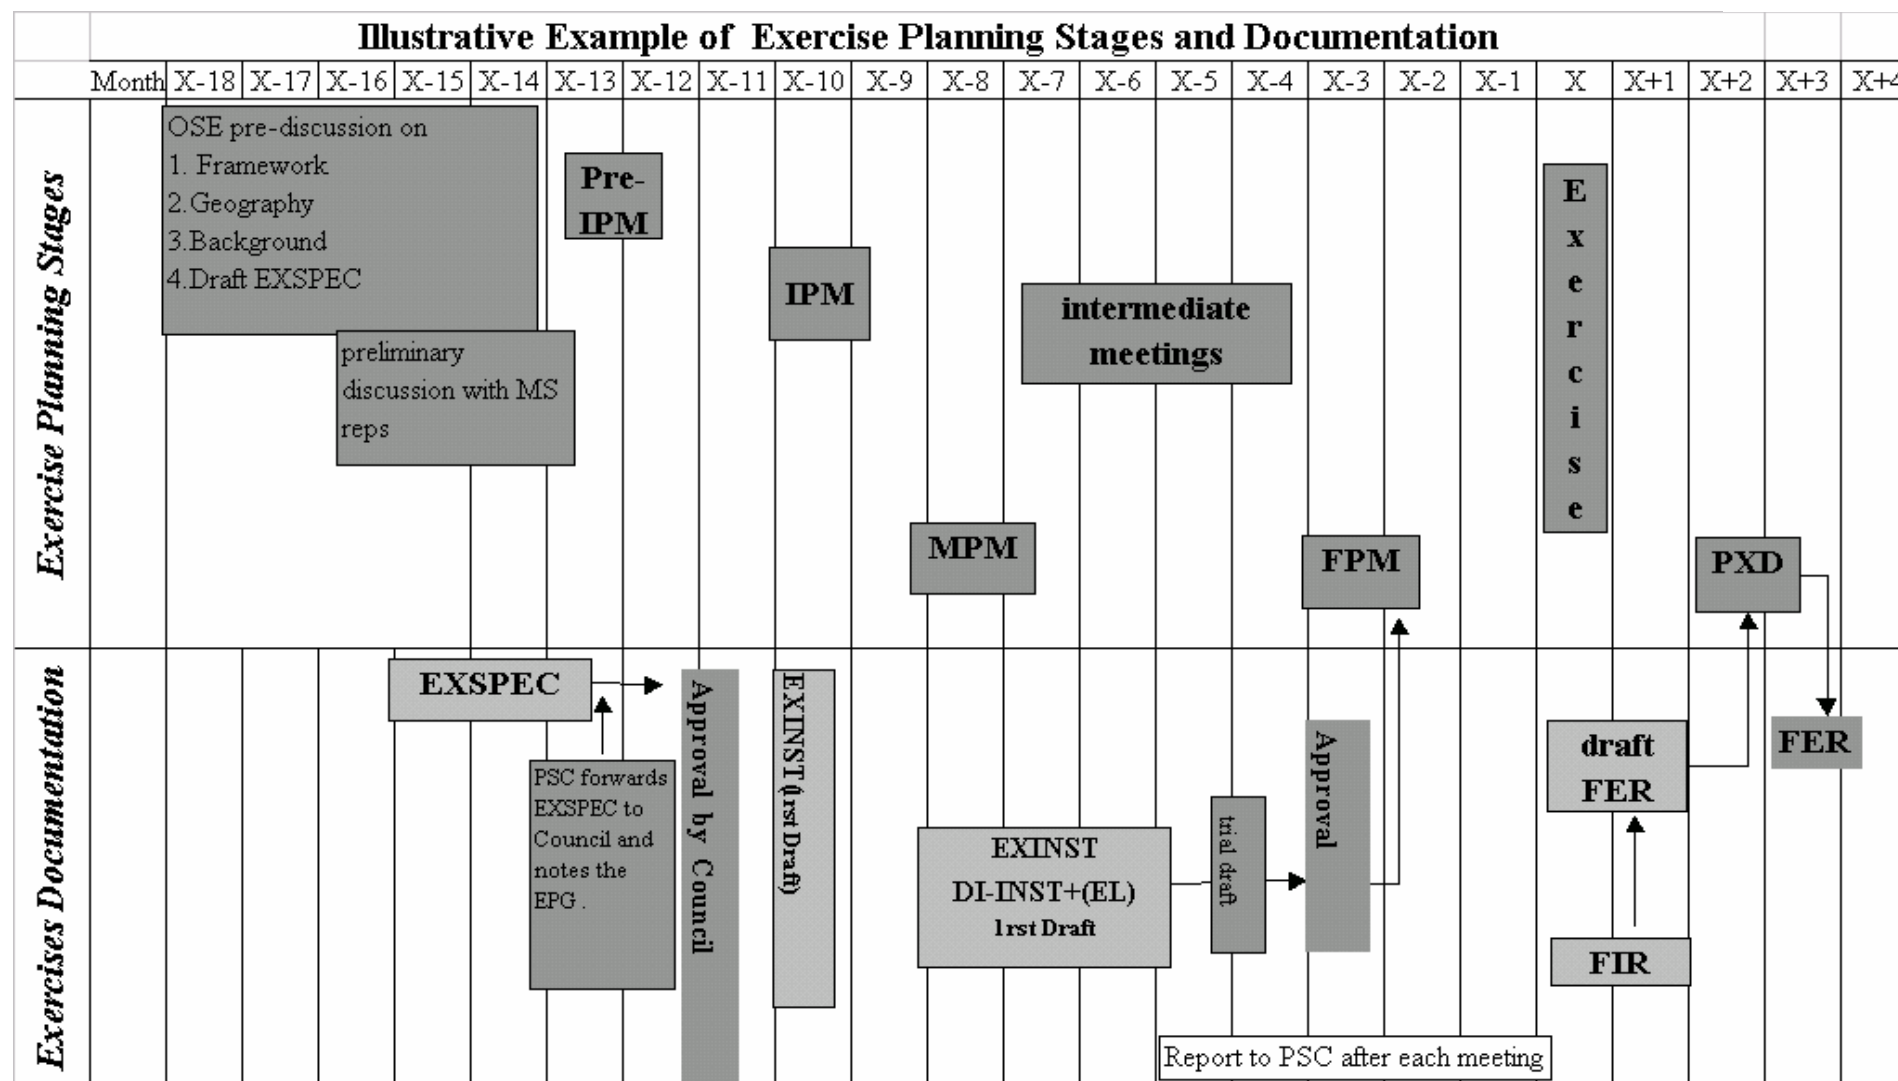 Illustrative Example of Exercise Planning Stages and Documentation
Month X-18 X-17 X-16 X-15 X-14 X-13 X-12 X-11 X-10 X-9 X-8 X-7 X-6 X-5 X-4 X-3 X-2 X-1 X X+1 X+2 X+3 X+4
Exercise Planning Stages
OSE pre-discussion on
1. Framework
2.Geography
3.Background
4.Draft EXSPEC
preliminary
discussion with MS
reps
Pre-
IPM
IPM
MPM
intermediate
meetings
FPM
Exercise
PXD
Exercises Documentation
EXSPEC
PSC forwards
EXSPEC to
Council and
notes the
EPG .
Approval by Council
EXINST (1rst Draft)
EXINST
DI-INST+(EL)
1rst Draft
trial draft
Approval
draft
FER
FIR
FER
Report to PSC after each meeting